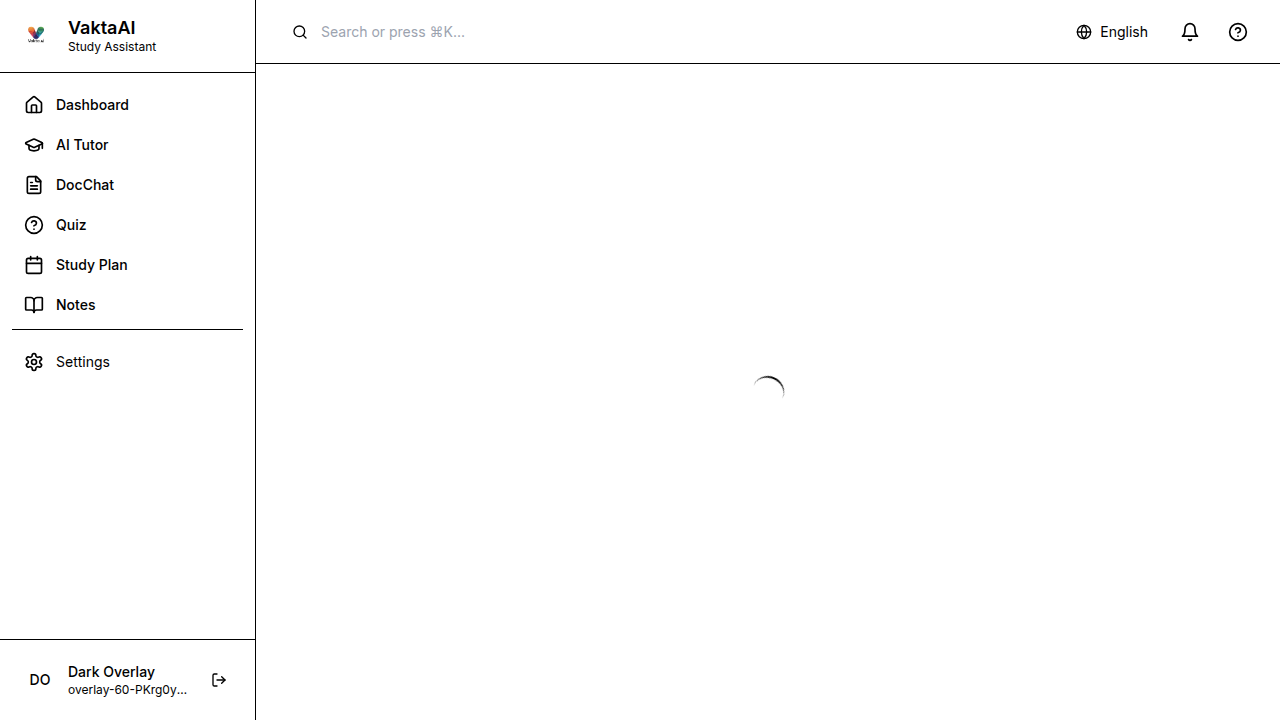 VaktaAI
Study Assistant
Search or press ⌘K...
English
Dashboard
AI Tutor
DocChat
Quiz
Study Plan
Notes
Settings
DO
Dark Overlay
overlay-60-PKrg0y...